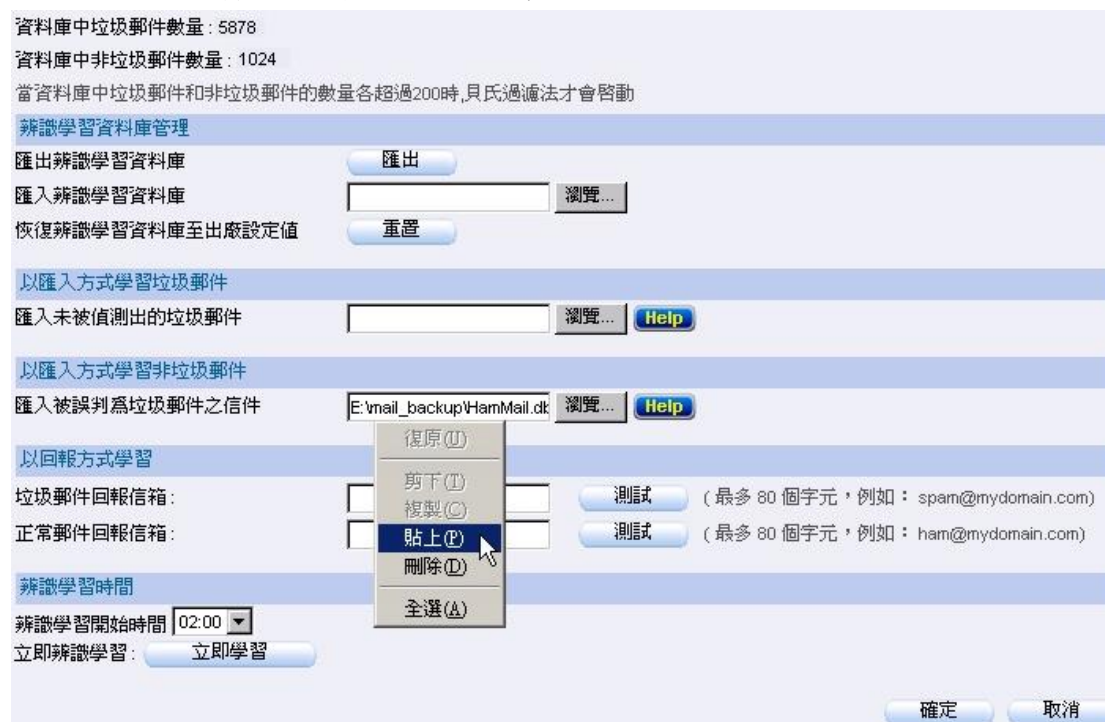 資料庫中垃圾郵件數量 : 5878
資料庫中非垃圾郵件數量 : 1024
當資料庫中垃圾郵件和非垃圾郵件的數量各超過200時,貝氏過濾法才會啓動
辨識學習資料庫管理
匯出辨識學習資料庫 匯出
匯入辨識學習資料庫 瀏覽...
恢復辨識學習資料庫至出廠設定值 重置
以匯入方式學習垃圾郵件
匯入未被偵測出的垃圾郵件 瀏覽... Help
以匯入方式學習非垃圾郵件
匯入被誤判爲垃圾郵件之信件 E:\mail_backup\HamMail.db 瀏覽... Help
復原(U)
以回報方式學習
剪下(T)
垃圾郵件回報信箱 : 測試 ( 最多 80 個字元，例如： spam@mydomain.com)
複製(C)
正常郵件回報信箱 : 貼上(P) 測試 ( 最多 80 個字元，例如： ham@mydomain.com)
刪除(D)
辨識學習時間
全選(A)
辨識學習開始時間 02:00
立即辨識學習 : 立即學習
確定 取消